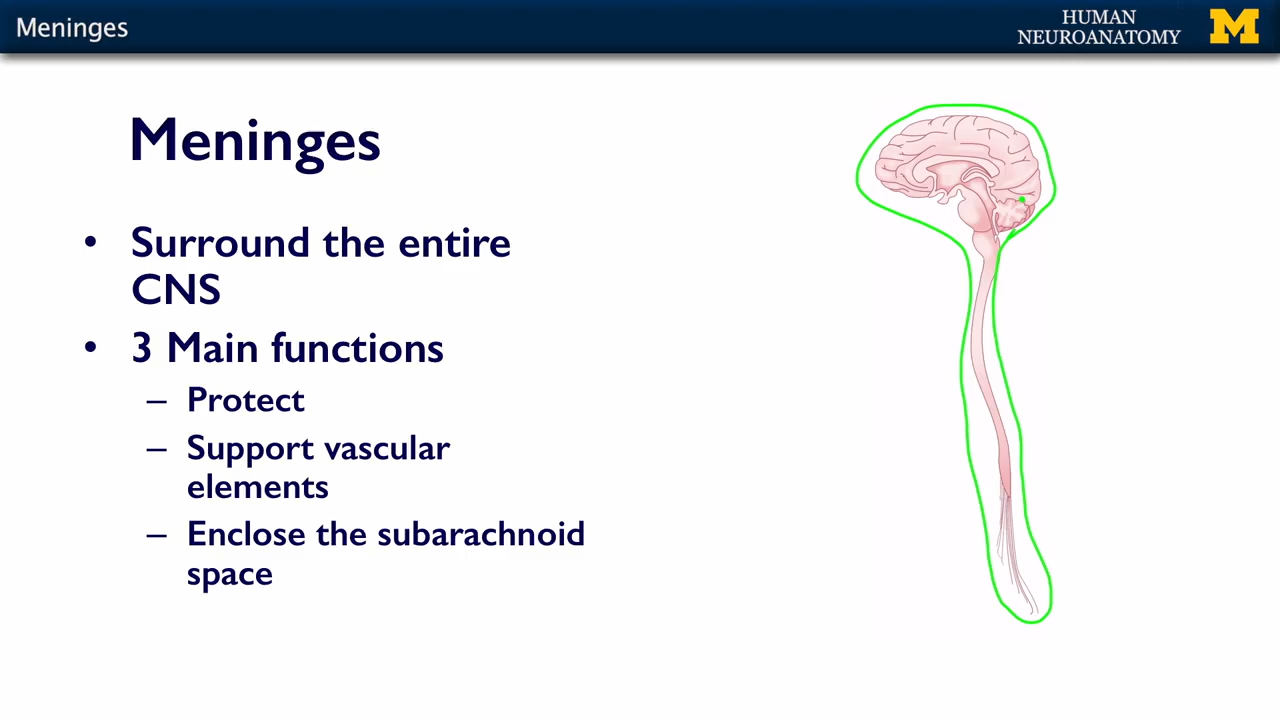 Meninges
HUMAN
NEUROANATOMY
M
Meninges
• Surround the entire
CNS
• 3 Main functions
– Protect
– Support vascular
elements
– Enclose the subarachnoid
space